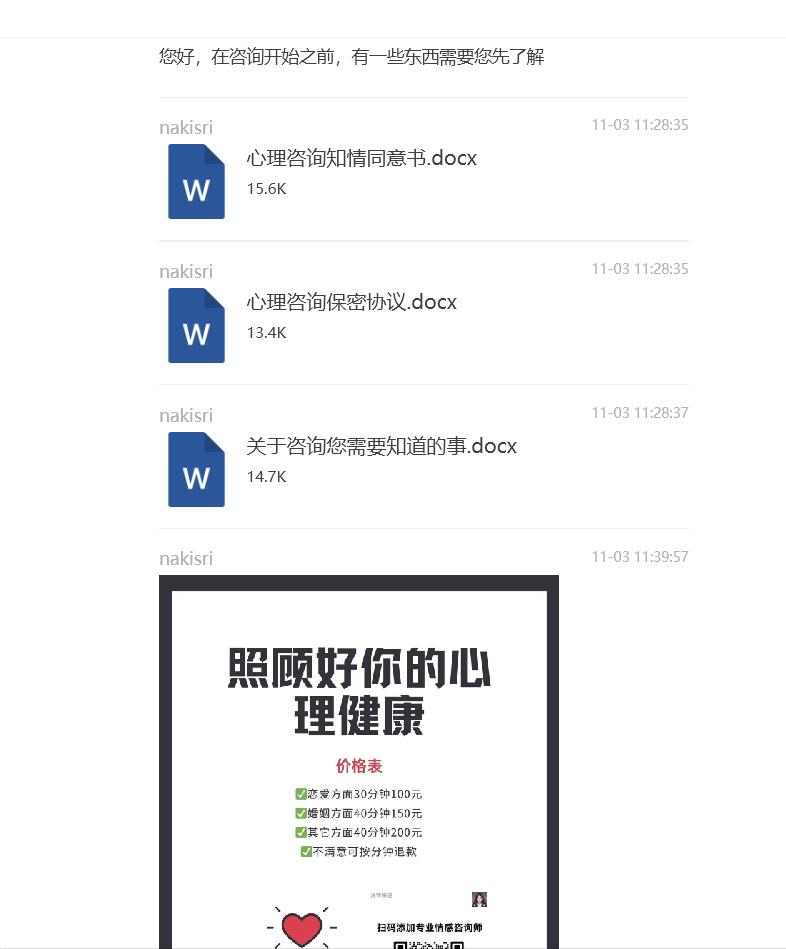 您好，在咨询开始之前，有一些东西需要您先了解
nakisri 11-03 11:28:35
W
心理咨询知情同意书.docx
15.6K
nakisri 11-03 11:28:35
W
心理咨询保密协议.docx
13.4K
nakisri 11-03 11:28:37
W
关于咨询您需要知道的事.docx
14.7K
nakisri 11-03 11:39:57
照顾好你的心
理健康
价格表
✅恋爱方面30分钟100元
✅婚姻方面40分钟150元
✅其它方面40分钟200元
✅不满意可按分钟退款
扫码添加专业情感咨询师